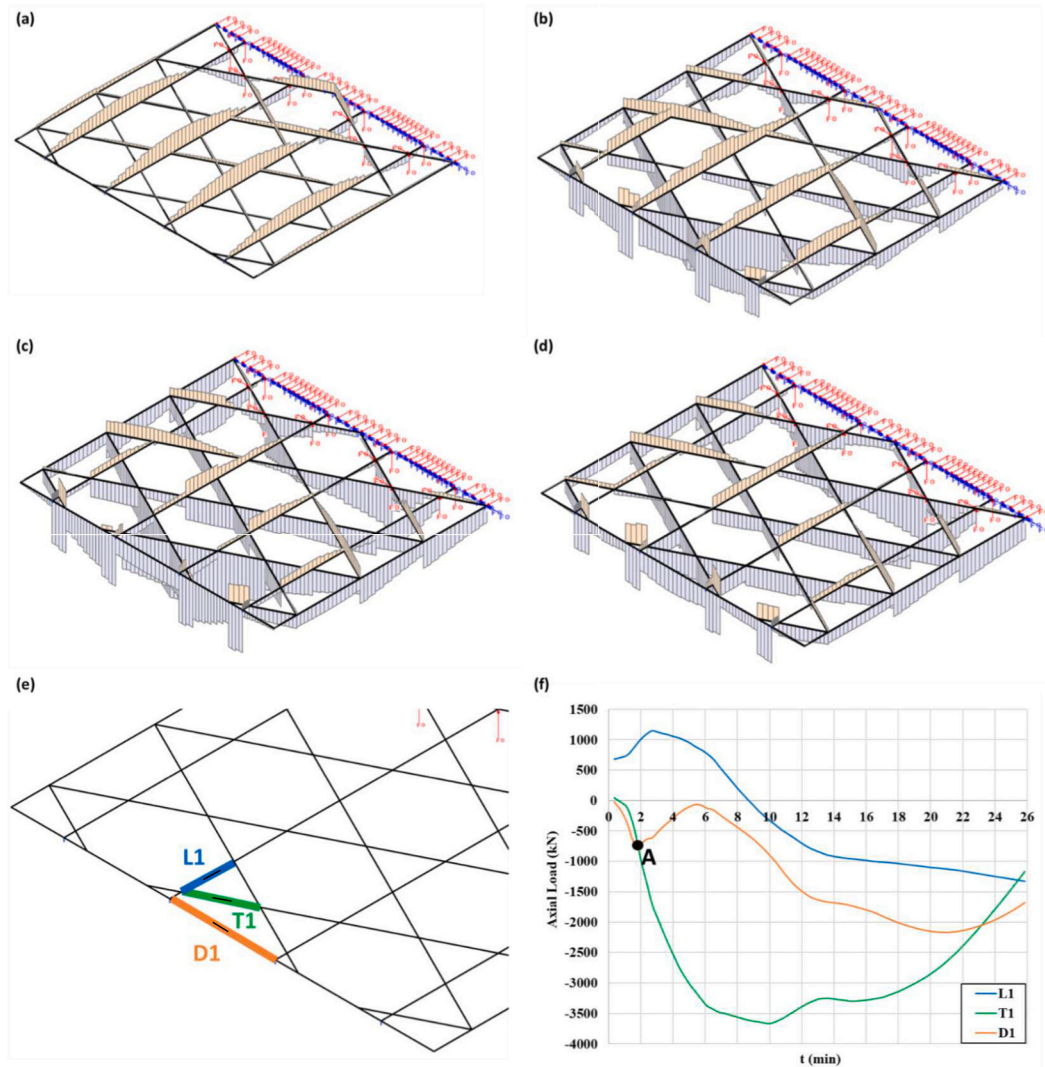 (a)
(b)
(c)
(d)
(e)
L1
T1
D1
(f)
1500
1000
500
0
-500
-1000
-1500
-2000
-2500
-3000
-3500
-4000
0 2 4 6 8 10 12 14 16 18 20 22 24 26
A
Axial Load (kN)
t (min)
L1
T1
D1